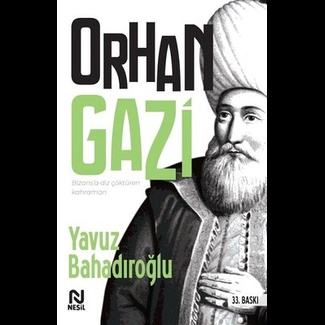 ORHAN
GAZİ
Bizans'a diz çöktüren
kahraman
Yavuz
Bahadıroğlu
NESİL
33. BASKI